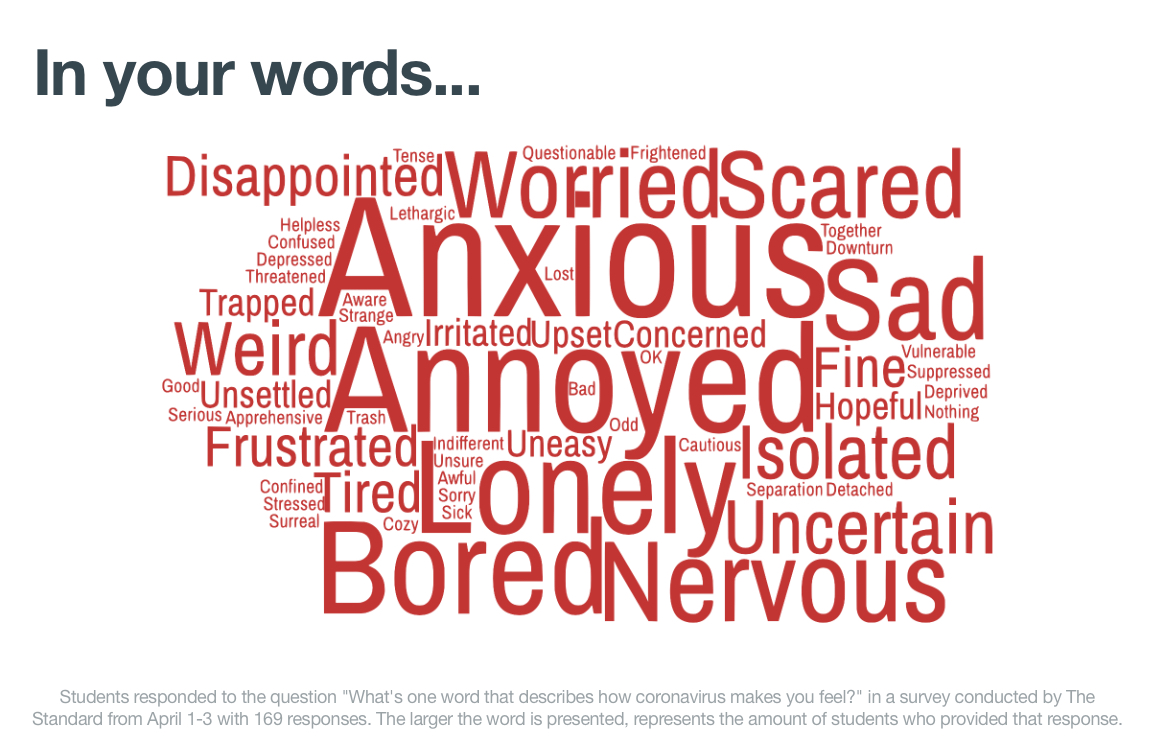 In your words...
Disappointed
Tense
Worried
Questionable
Frightened
Scared
Lethargic
Anxious
Helpless
Confused
Depressed
Threatened
Lost
Together
Downturn
Sad
Trapped
Aware
Strange
Weird
Angry
Irritated
Upset
Concerned
Annoyed
OK
Fine
Vulnerable
Suppressed
Good
Unsettled
Bad
Hopeful
Deprived
Nothing
Serious
Apprehensive
Trash
Odd
Frustrated
Indifferent
Uneasy
Cautious
Isolated
Unsure
Lonely
Awful
Sorry
Sick
Confined
Stressed
Surreal
Tired
Cozy
Separation
Detached
Uncertain
Bored
Nervous
Students responded to the question "What's one word that describes how coronavirus makes you feel?" in a survey conducted by The
Standard from April 1-3 with 169 responses. The larger the word is presented, represents the amount of students who provided that response.